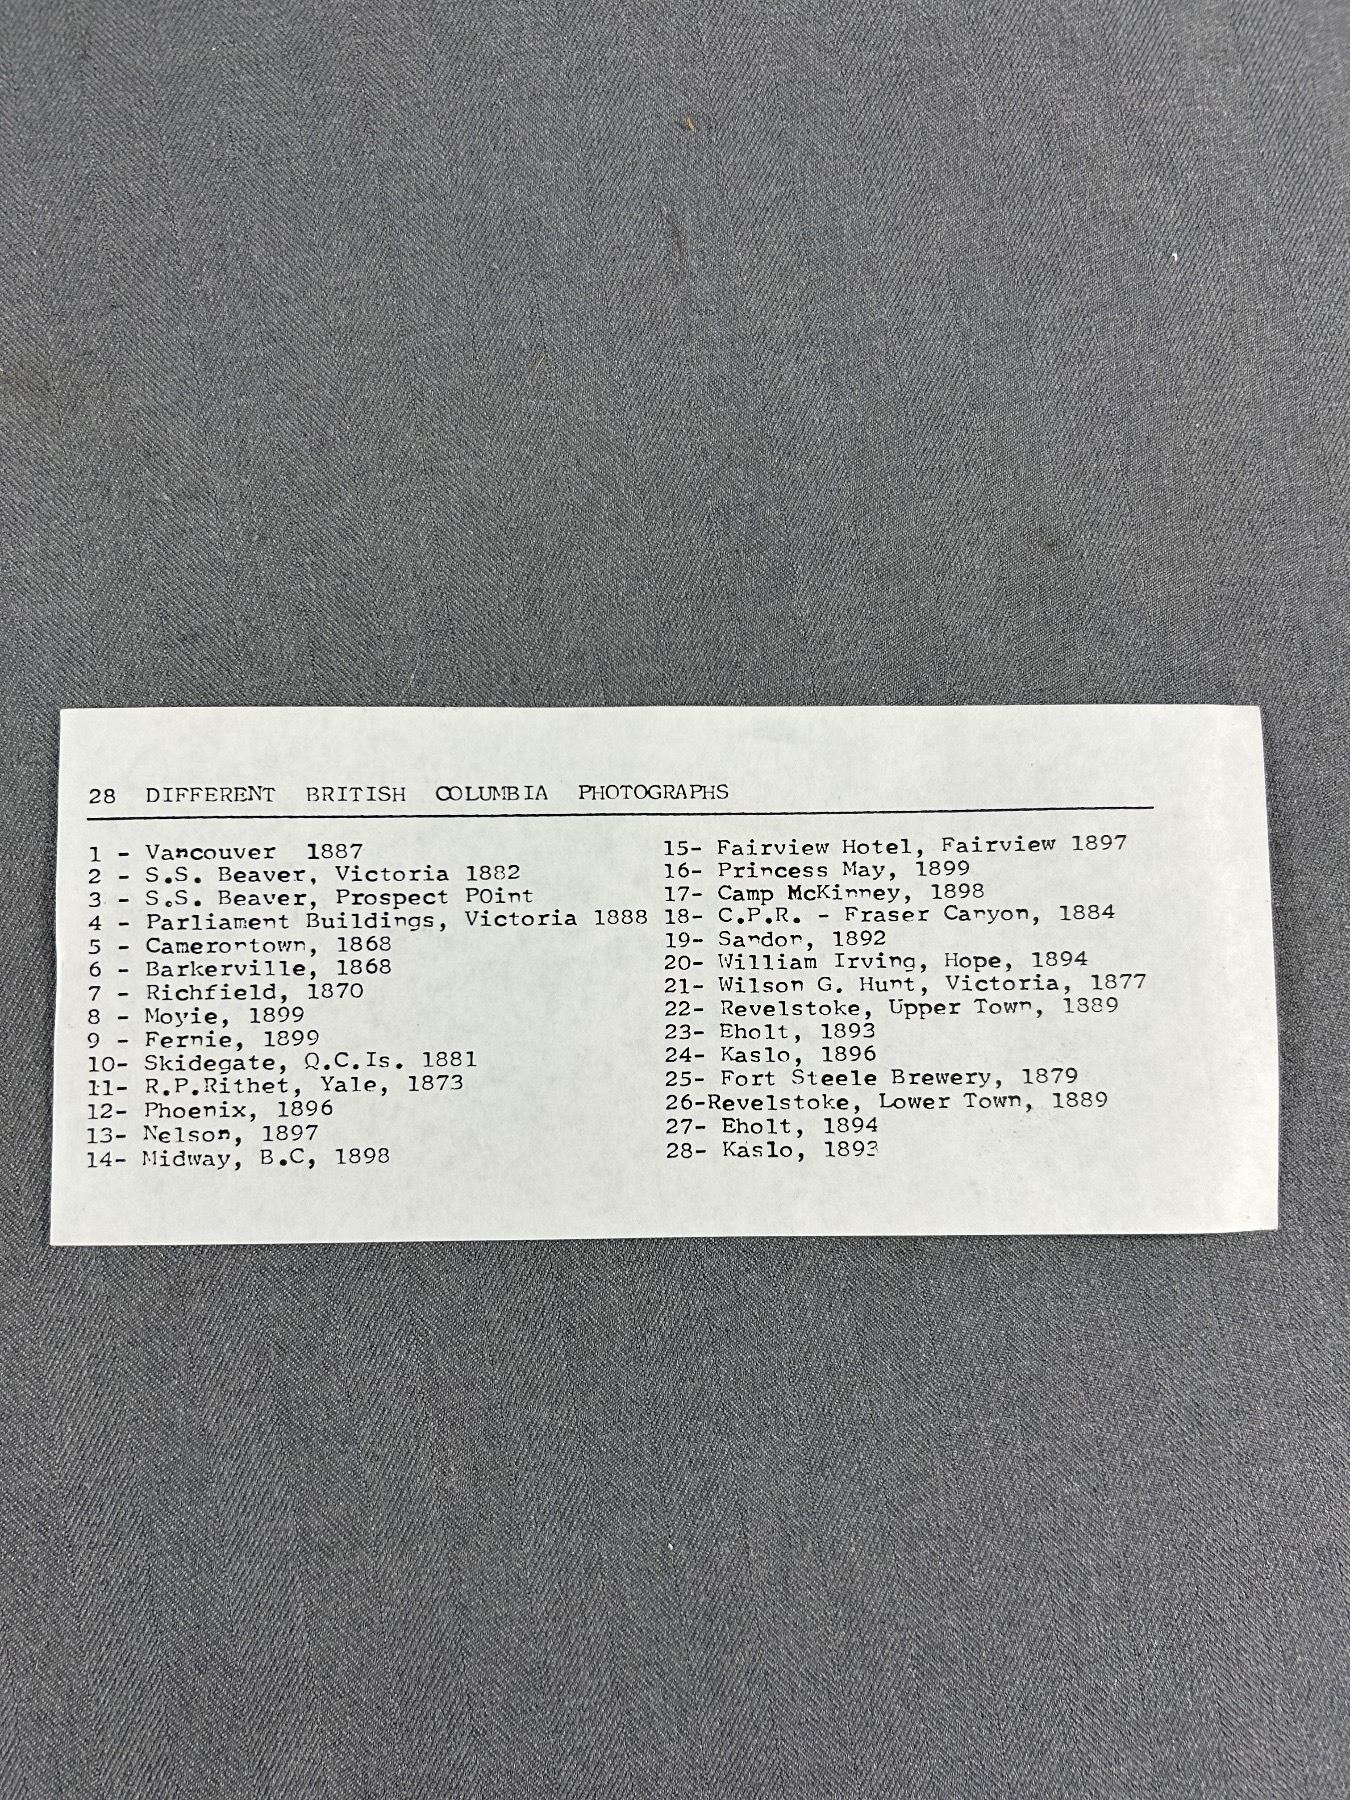 28 DIFFERENT BRITISH COLUMBIA PHOTOGRAPHS
1 - Vancouver 1887
2 - S.S. Beaver, Victoria 1882
3 - S.S. Beaver, Prospect POint
4 - Parliament Buildings, Victoria 1888
5 - Camerontown, 1868
6 - Barkerville, 1868
7 - Richfield, 1870
8 - Moyie, 1899
9 - Fernie, 1899
10- Skidegate, Q.C.Is. 1881
11- R.P.Rithet, Yale, 1873
12- Phoenix, 1896
13- Nelson, 1897
14- Midway, B.C, 1898
15- Fairview Hotel, Fairview 1897
16- Princess May, 1899
17- Camp McKinney, 1898
18- C.P.R. - Fraser Canyon, 1884
19- Sandon, 1892
20- William Irving, Hope, 1894
21- Wilson G. Hunt, Victoria, 1877
22- Revelstoke, Upper Town, 1889
23- Eholt, 1893
24- Kaslo, 1896
25- Fort Steele Brewery, 1879
26-Revelstoke, Lower Town, 1889
27- Eholt, 1894
28- Kaslo, 1893